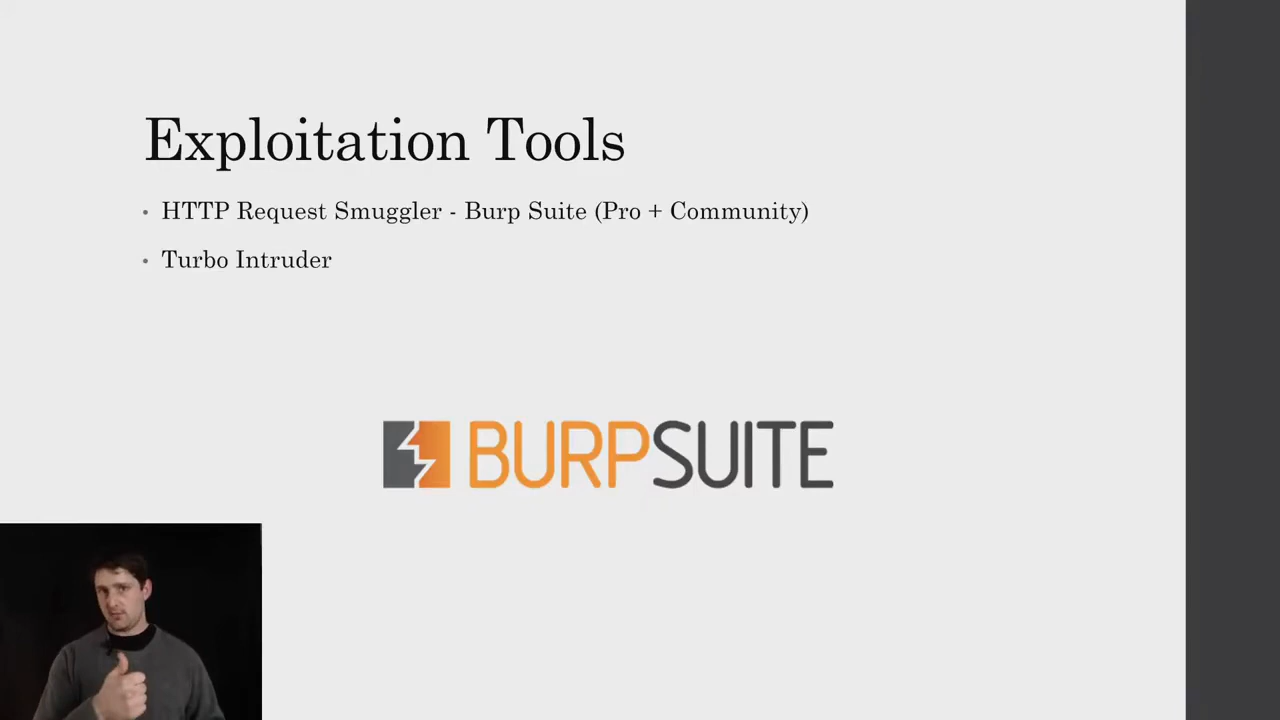 Exploitation Tools
• HTTP Request Smuggler - Burp Suite (Pro + Community)
• Turbo Intruder
BURPSUITE